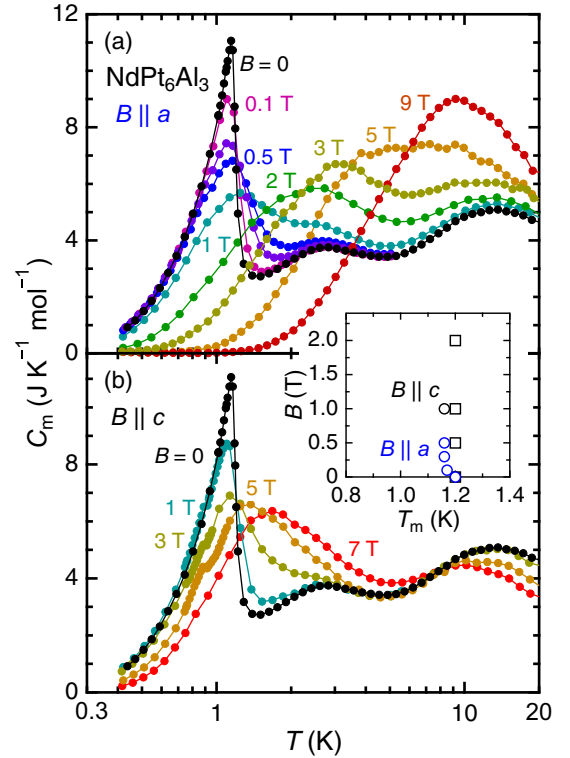 12
(a)
NdPt₆Al₃
B || a
B = 0
0.1 T
0.5 T
1 T
2 T
3 T
5 T
9 T
8
4
0
Cₘ (J K⁻¹ mol⁻¹)
(b)
B || c
B = 0
1 T
3 T
5 T
7 T
8
4
0
0.3
1
10
20
T (K)
2.0
1.5
1.0
0.5
0
B (T)
B || c
B || a
0.8
1.0
1.2
1.4
Tₘ (K)